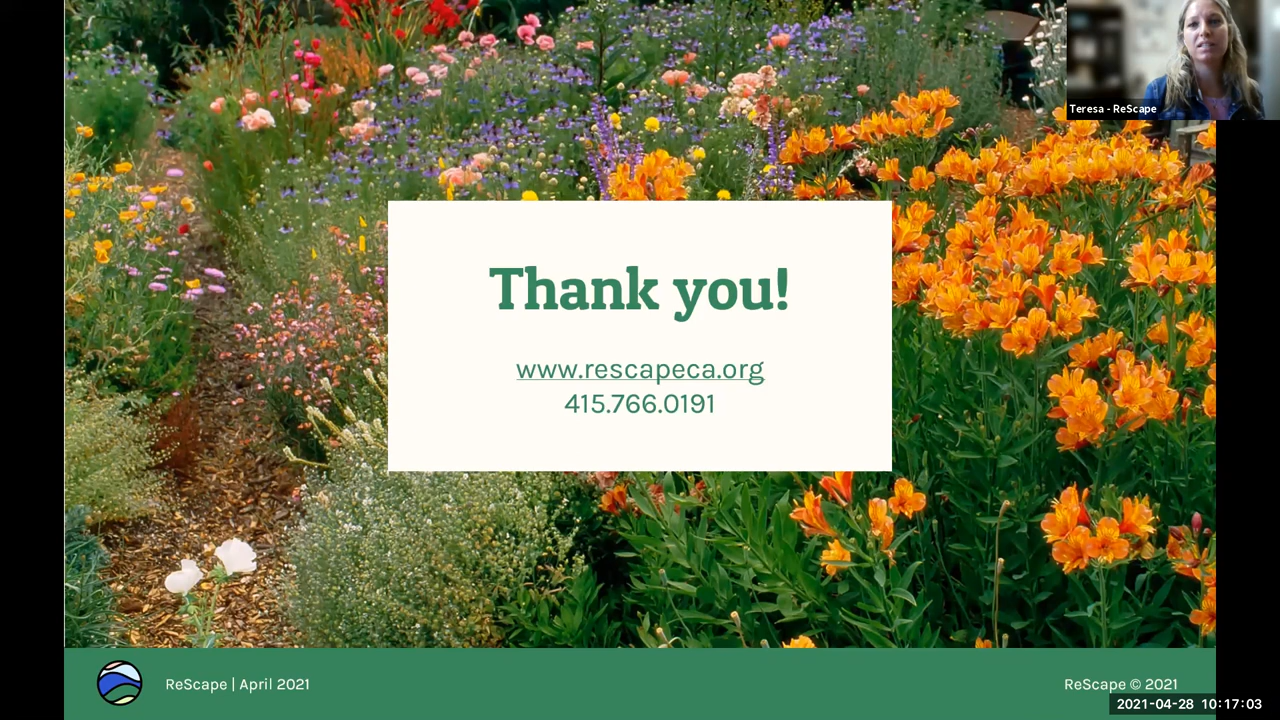 Teresa - ReScape
Thank you!
www.rescapeca.org
415.766.0191
ReScape | April 2021
ReScape © 2021
2021-04-28 10:17:03